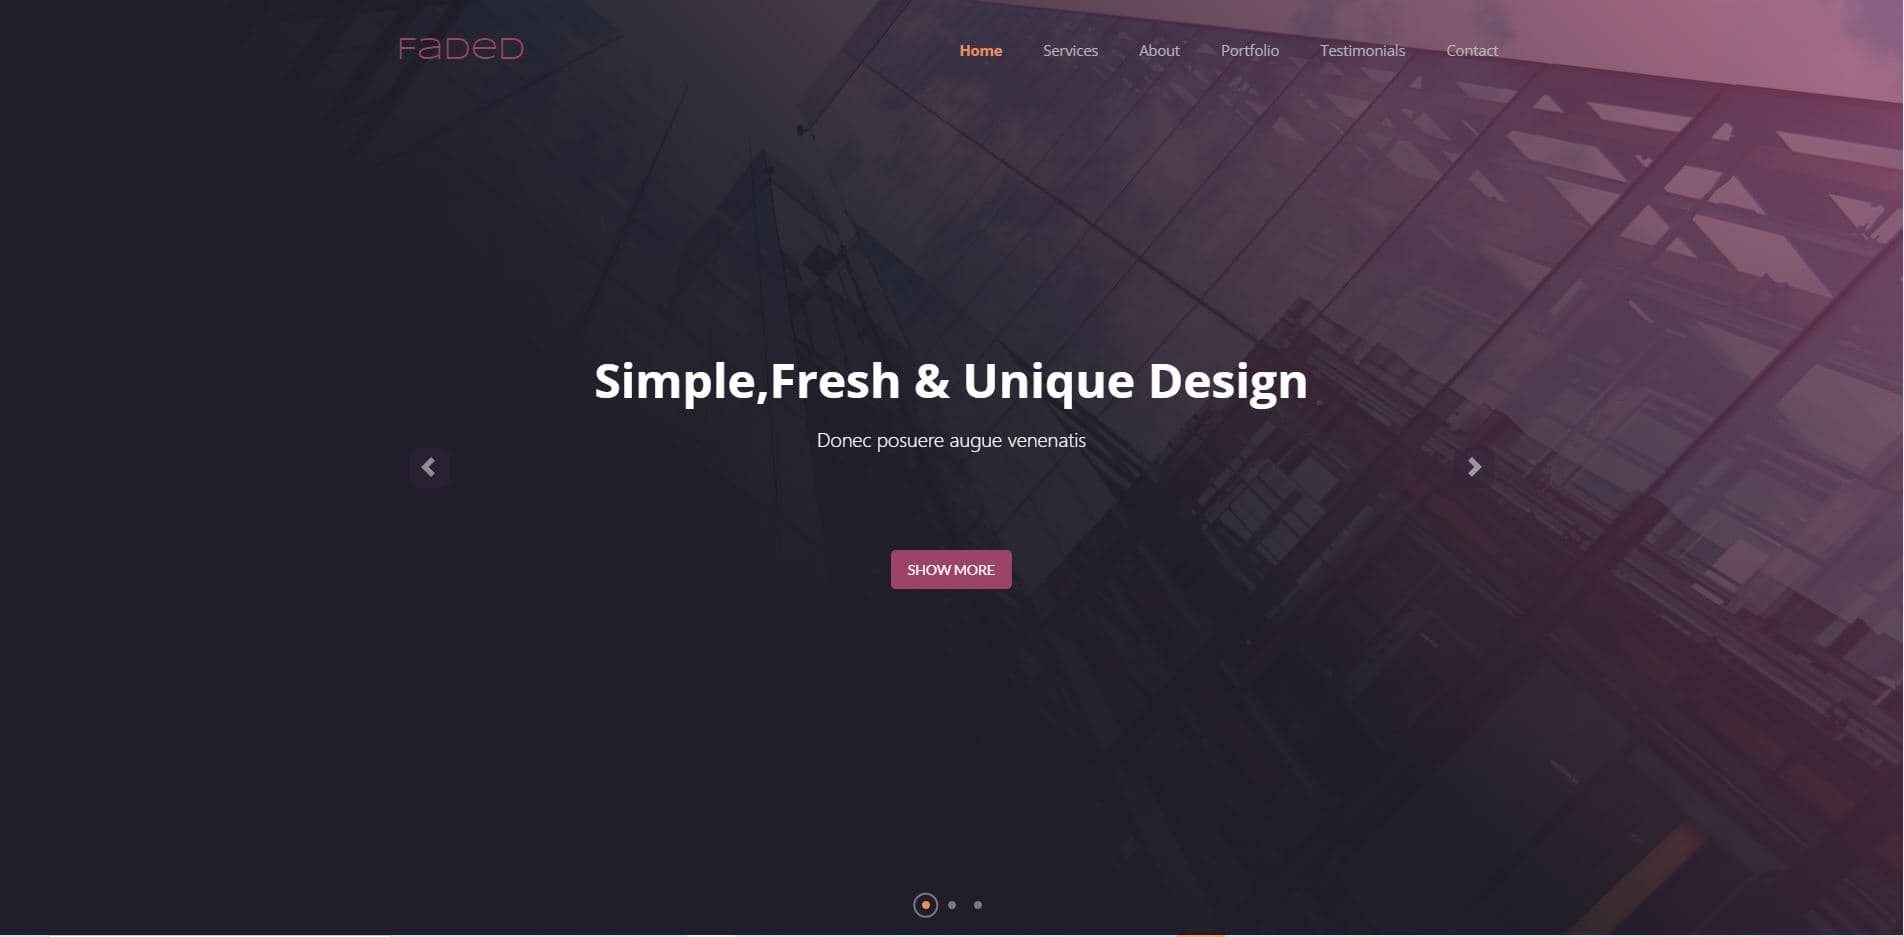 FaDeD
Home Services About Portfolio Testimonials Contact
Simple,Fresh & Unique Design
Donec posuere augue venenatis
SHOW MORE